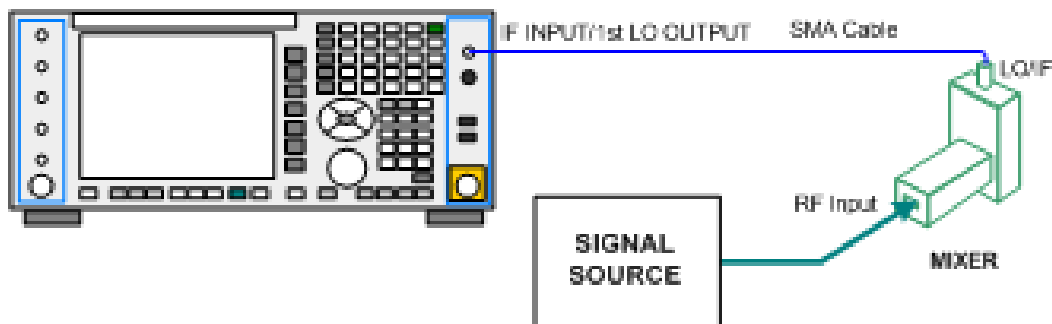 IF INPUT/1st LO OUTPUT
SMA Cable
LO/IF
RF Input
SIGNAL
SOURCE
MIXER